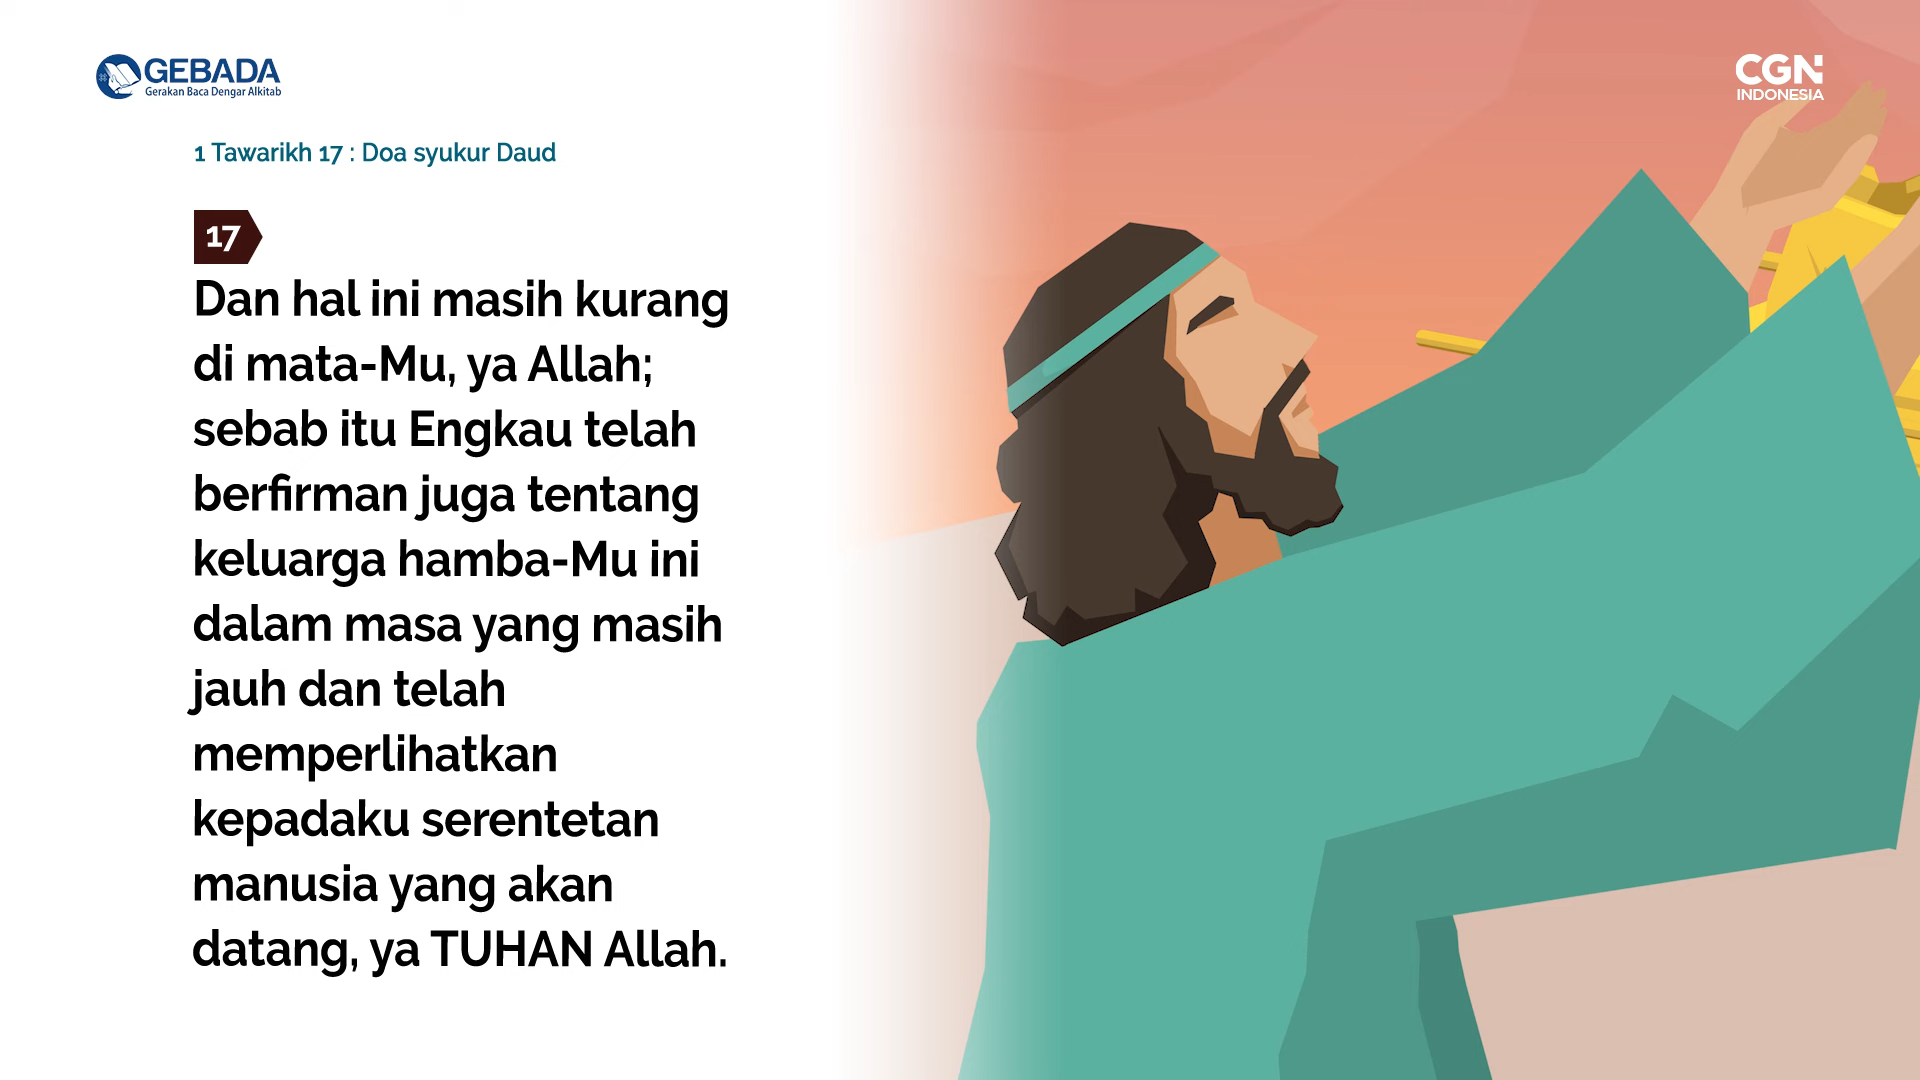 GEBADA
Gerakan Baca Dengar Alkitab
CGN
INDONESIA
1 Tawarikh 17 : Doa syukur Daud
17
Dan hal ini masih kurang
di mata-Mu, ya Allah;
sebab itu Engkau telah
berfirman juga tentang
keluarga hamba-Mu ini
dalam masa yang masih
jauh dan telah
memperlihatkan
kepadaku serentetan
manusia yang akan
datang, ya TUHAN Allah.